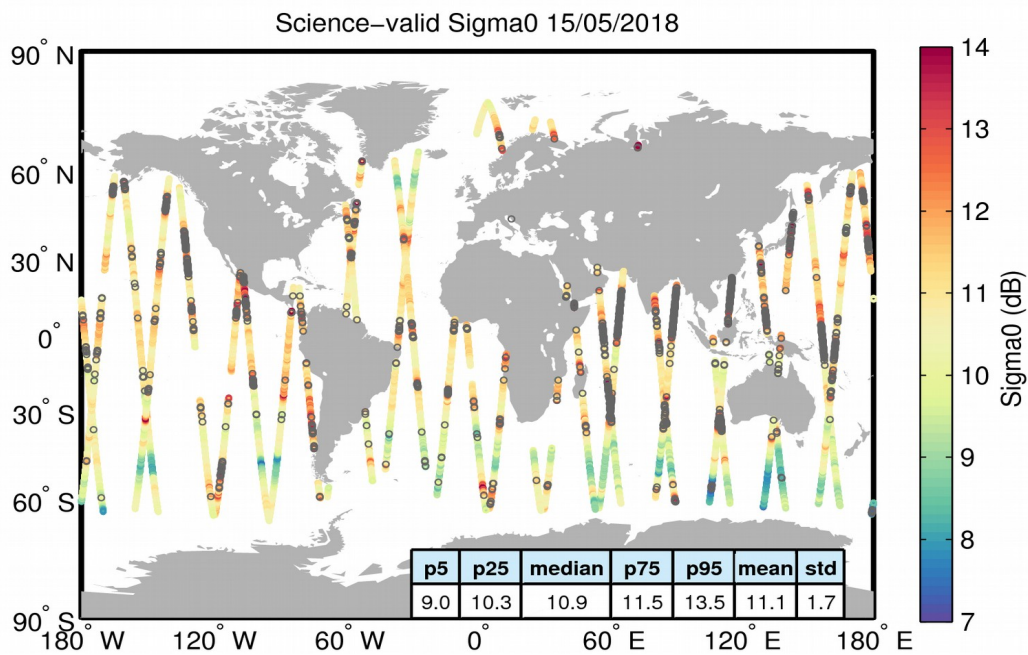 Science−valid Sigma0 15/05/2018
90° N
60° N
30° N
0°
30° S
60° S
90° S
180° W
120° W
60° W
0°
60° E
120° E
180° E
p5 p25 median p75 p95 mean std
9.0 10.3 10.9 11.5 13.5 11.1 1.7
14
13
12
11
10
9
8
7
Sigma0 (dB)